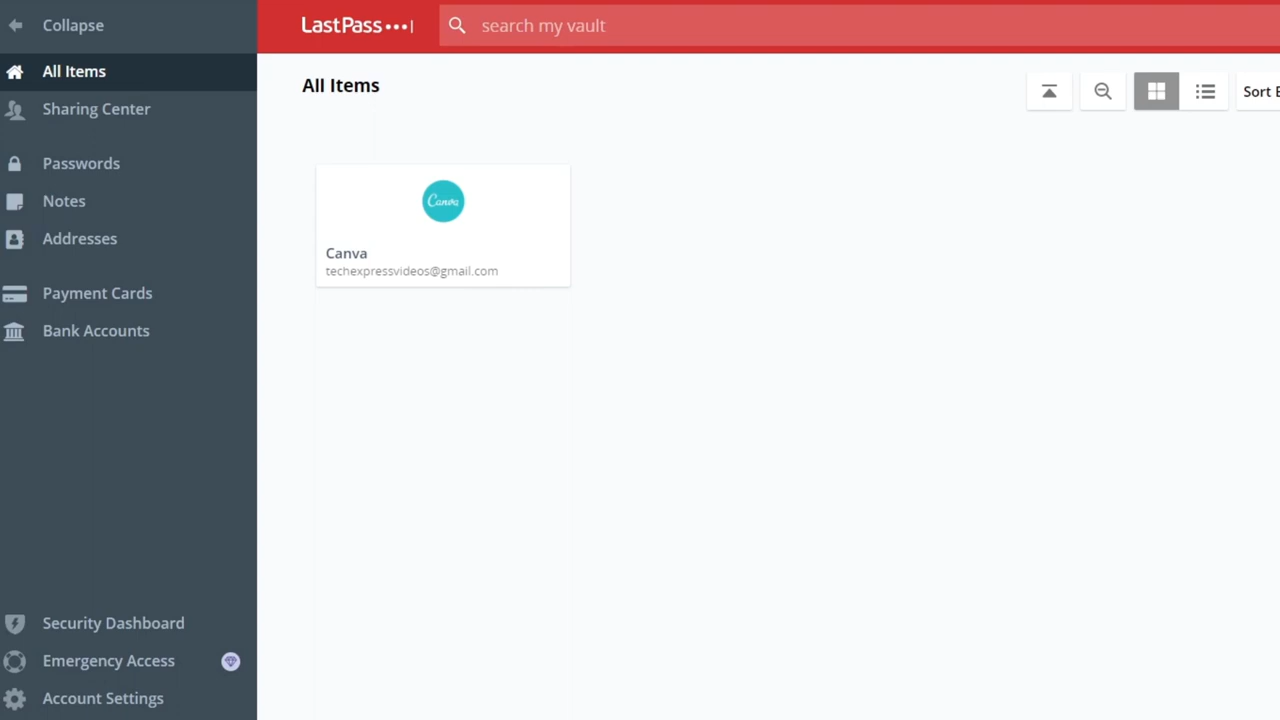 Collapse
All Items
Sharing Center
Passwords
Notes
Addresses
Payment Cards
Bank Accounts
Security Dashboard
Emergency Access
Account Settings
LastPass
search my vault
All Items
Sort
Canva
Canva
techexpressvideos@gmail.com